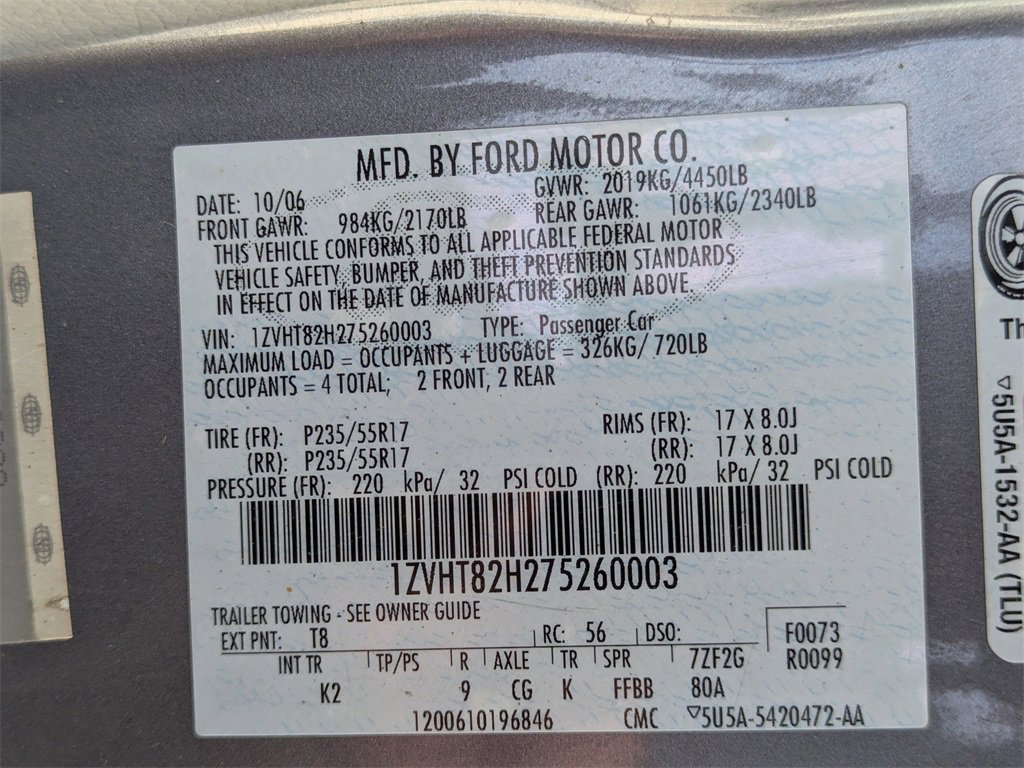 MFD. BY FORD MOTOR CO.
DATE: 10/06 GVWR: 2019KG/4450LB
FRONT GAWR: 984KG/2170LB REAR GAWR: 1061KG/2340LB
THIS VEHICLE CONFORMS TO ALL APPLICABLE FEDERAL MOTOR
VEHICLE SAFETY, BUMPER, AND THEFT PREVENTION STANDARDS
IN EFFECT ON THE DATE OF MANUFACTURE SHOWN ABOVE.
VIN: 1ZVHT82H275260003 TYPE: Passenger Car
MAXIMUM LOAD = OCCUPANTS + LUGGAGE = 326KG/ 720LB
OCCUPANTS = 4 TOTAL; 2 FRONT, 2 REAR
TIRE (FR): P235/55R17 RIMS (FR): 17 X 8.0J
(RR): P235/55R17 (RR): 17 X 8.0J
PRESSURE (FR): 220 kPa/ 32 PSI COLD (RR): 220 kPa/ 32 PSI COLD
1ZVHT82H275260003
TRAILER TOWING - SEE OWNER GUIDE
EXT PNT: T8 RC: 56 DSO: F0073
INT TR TP/PS R AXLE TR SPR 7ZF2G R0099
K2 9 CG K FFBB 80A
1200610196846 CMC ▽5U5A-5420472-AA
Th
▽5U5A-1532-AA (TLU)